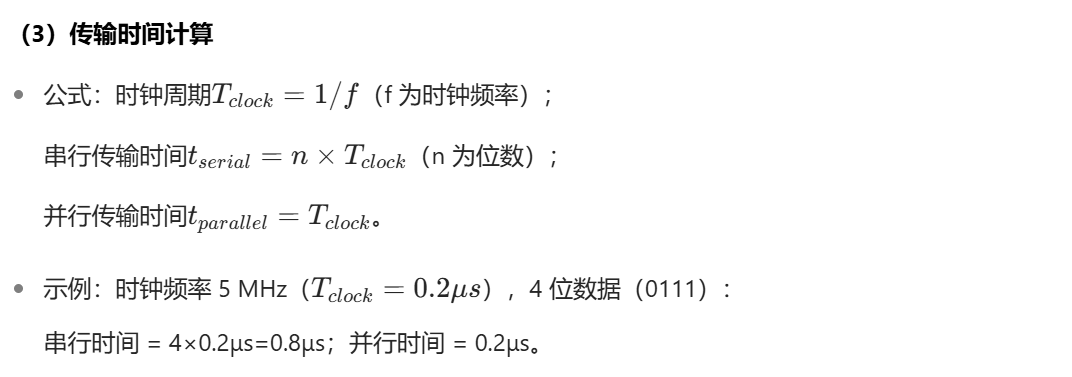 （3）传输时间计算
• 公式：时钟周期T_clock = 1/f（f 为时钟频率）；
串行传输时间t_serial = n × T_clock（n 为位数）；
并行传输时间t_parallel = T_clock。
• 示例：时钟频率 5 MHz（T_clock = 0.2μs），4 位数据（0111）：
串行时间 = 4×0.2μs=0.8μs；并行时间 = 0.2μs。